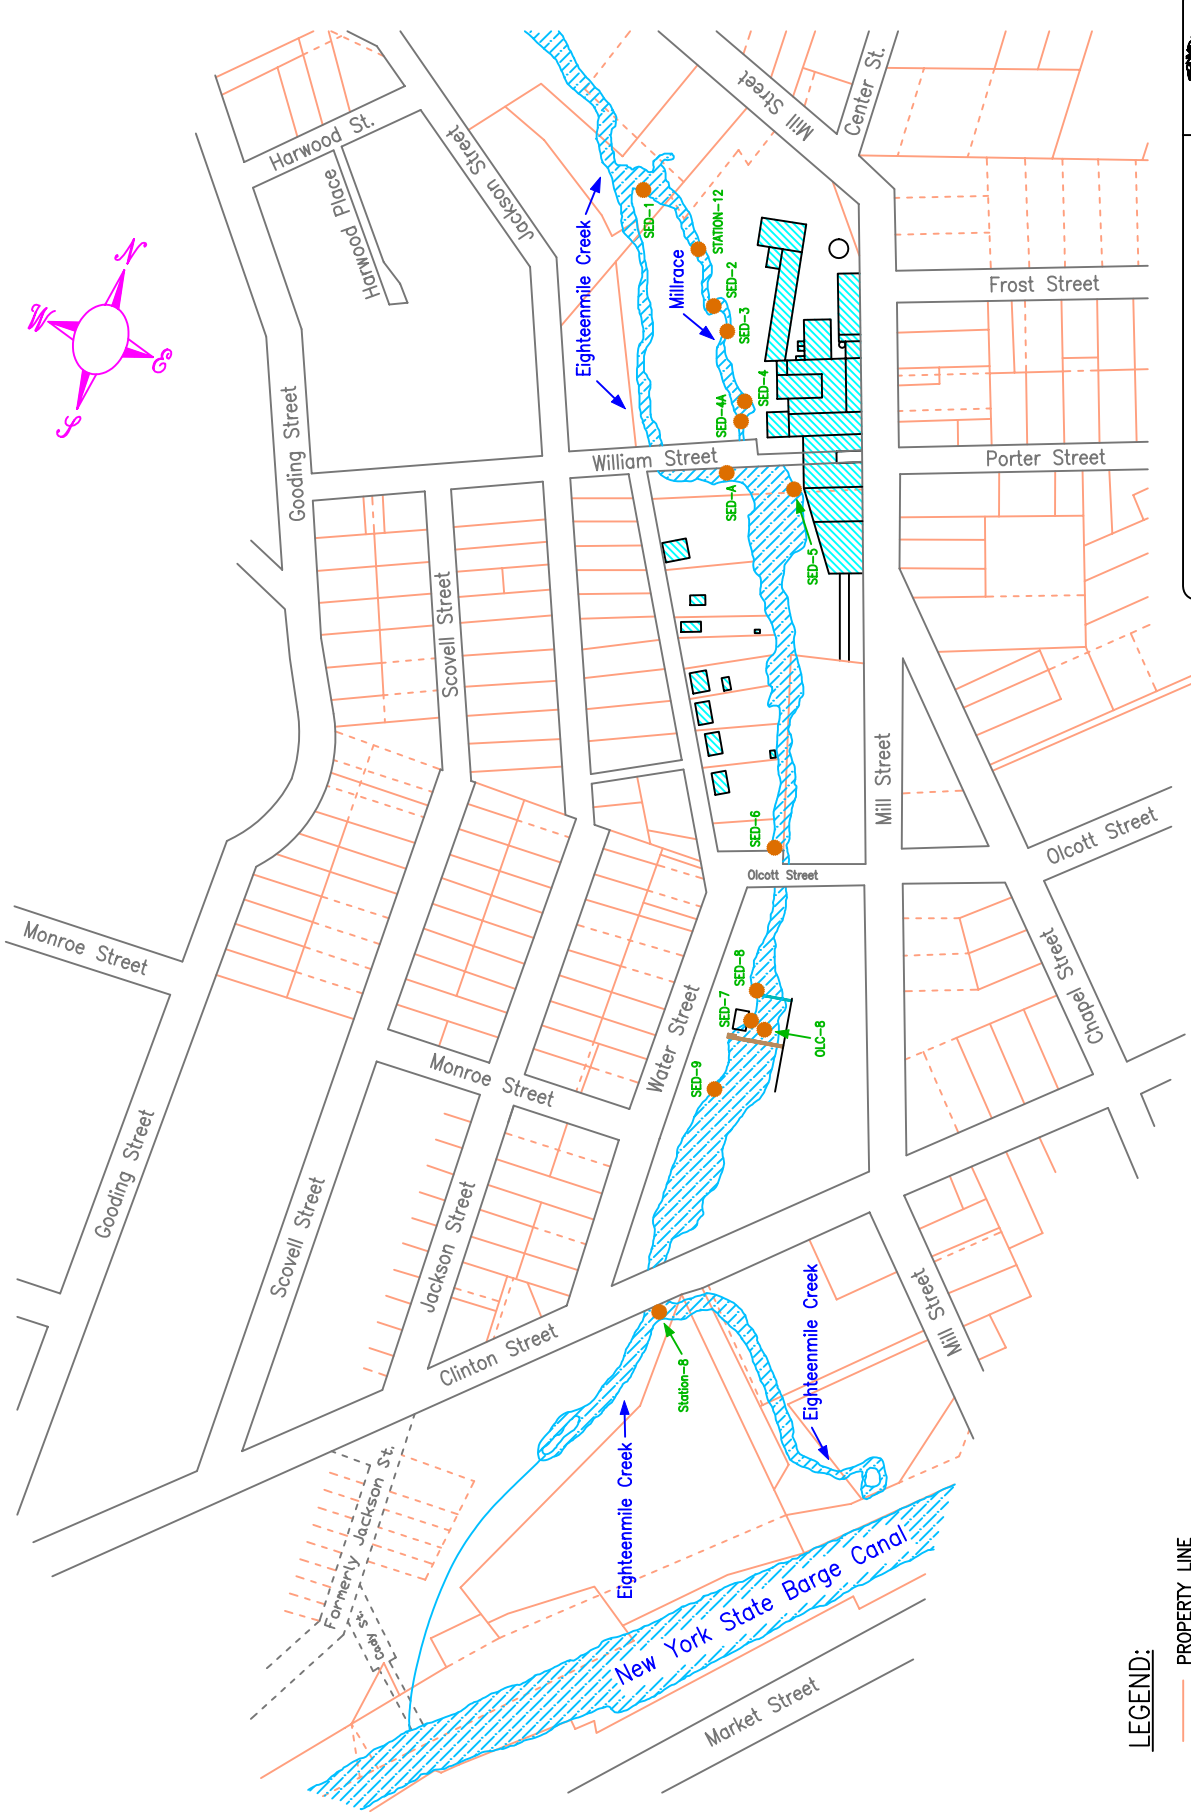 Harwood St.
Harwood Place
Jackson Street
Mill Street
Center St.
N
W
E
S
Eighteenmile Creek
SED-1
STATION-12
Millrace
SED-2
SED-3
SED-4
SED-4A
Frost Street
Gooding Street
William Street
Porter Street
SED-A
SED-5
Scovell Street
Mill Street
SED-6
Olcott Street
Olcott Street
Monroe Street
SED-8
SED-7
OLC-8
Water Street
Chapel Street
SED-9
Monroe Street
Gooding Street
Scovell Street
Jackson Street
Clinton Street
Station-8
Eighteenmile Creek
Mill Street
Eighteenmile Creek
Formerly Jackson St.
Cady St.
New York State Barge Canal
Market Street
LEGEND:
PROPERTY LINE